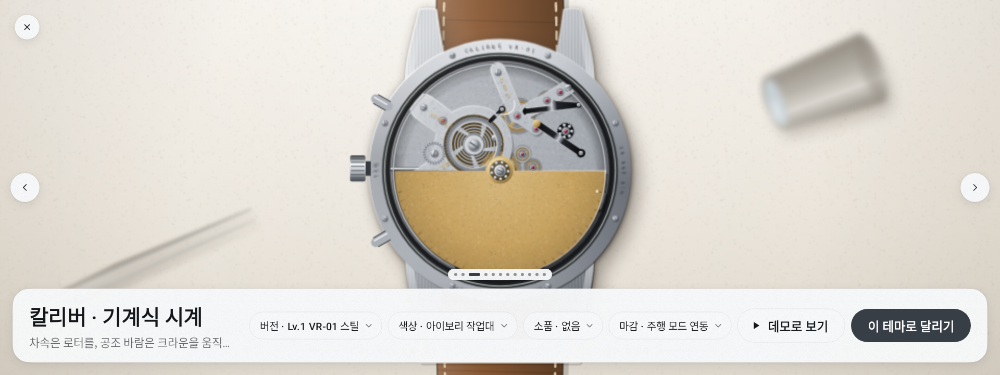 CALIBER VR-01
칼리버 · 기계식 시계
차속은 로터를, 공조 바람은 크라운을 움직…
버전 · Lv.1 VR-01 스틸
색상 · 아이보리 작업대
소품 · 없음
마감 · 주행 모드 연동
데모로 보기
이 테마로 달리기